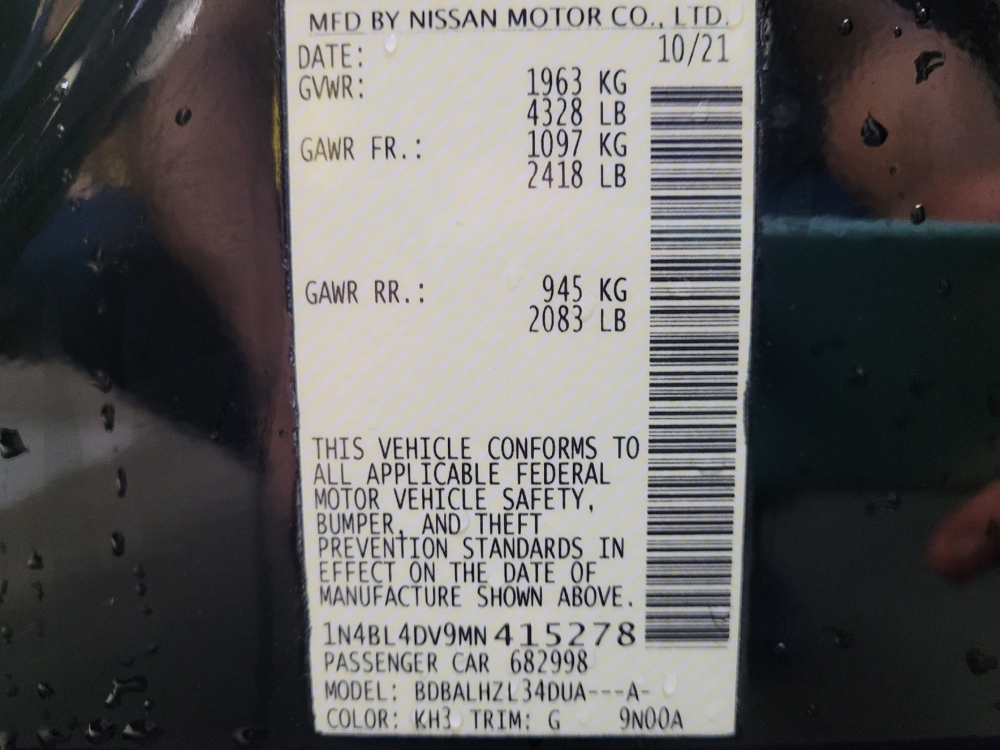 MFD BY NISSAN MOTOR CO., LTD.
DATE: 10/21
GVWR: 1963 KG
4328 LB
GAWR FR.: 1097 KG
2418 LB
GAWR RR.: 945 KG
2083 LB
THIS VEHICLE CONFORMS TO
ALL APPLICABLE FEDERAL
MOTOR VEHICLE SAFETY,
BUMPER, AND THEFT
PREVENTION STANDARDS IN
EFFECT ON THE DATE OF
MANUFACTURE SHOWN ABOVE.
1N4BL4DV9MN415278
PASSENGER CAR 682998
MODEL: BDBALHZL34DUA---A-
COLOR: KH3 TRIM: G 9N00A